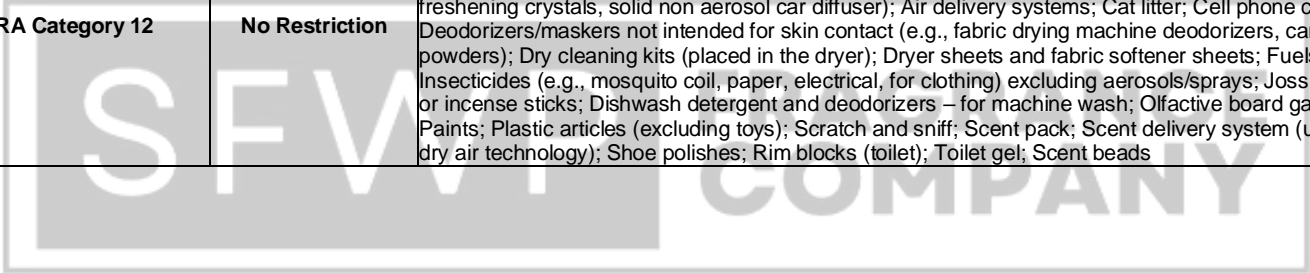 freshening crystals, solid non aerosol car diffuser); Air delivery systems; Cat litter; Cell phone
RA Category 12 No Restriction Deodorizers/maskers not intended for skin contact (e.g., fabric drying machine deodorizers,
powders); Dry cleaning kits (placed in the dryer); Dryer sheets and fabric softener sheets; Fuels
Insecticides (e.g., mosquito coil, paper, electrical, for clothing) excluding aerosols/sprays; Joss
or incense sticks; Dishwash detergent and deodorizers – for machine wash; Olfactive board
Paints; Plastic articles (excluding toys); Scratch and sniff; Scent pack; Scent delivery system
dry air technology); Shoe polishes; Rim blocks (toilet); Toilet gel; Scent beads
SFWP FRAGRANCE
COMPANY